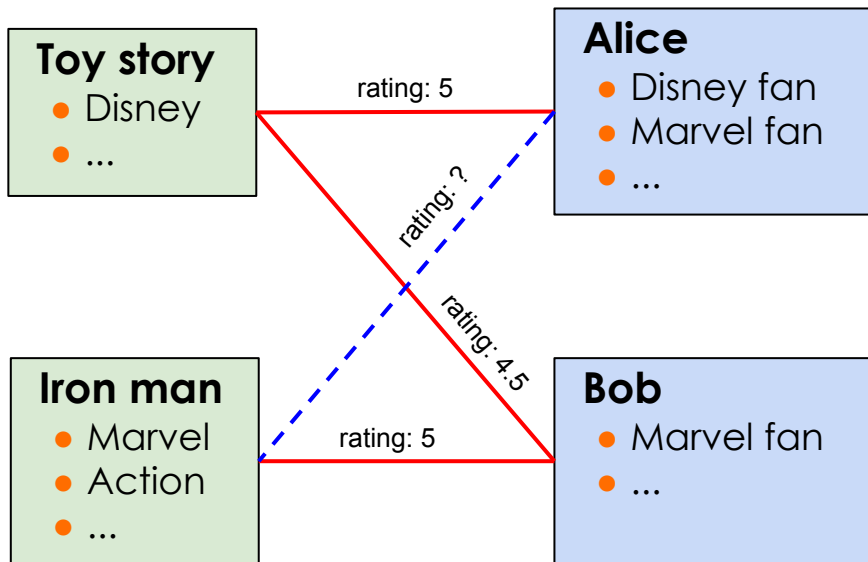 Toy story
Disney
...
rating: 5
Alice
Disney fan
Marvel fan
...
rating: ?
rating: 4.5
Iron man
Marvel
Action
...
rating: 5
Bob
Marvel fan
...